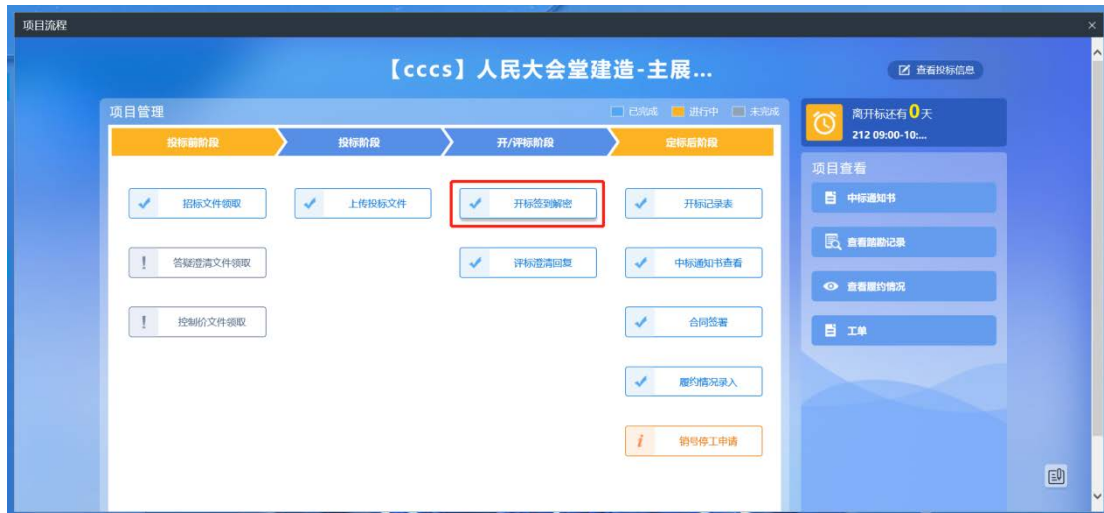 项目流程
【cccs】人民大会堂建造-主展...
查看投标信息
项目管理
已完成 进行中 未完成
投标前阶段 投标阶段 开/评标阶段 定标后阶段
招标文件领取 上传投标文件 开标签到解密 开标记录表
答疑澄清文件领取 评标澄清回复 中标通知书查看
控制价文件领取 合同签署
履约情况录入
销号停工申请
离开标还有0天
212 09:00-10:...
项目查看
中标通知书
查看踏勘记录
查看履约情况
工单